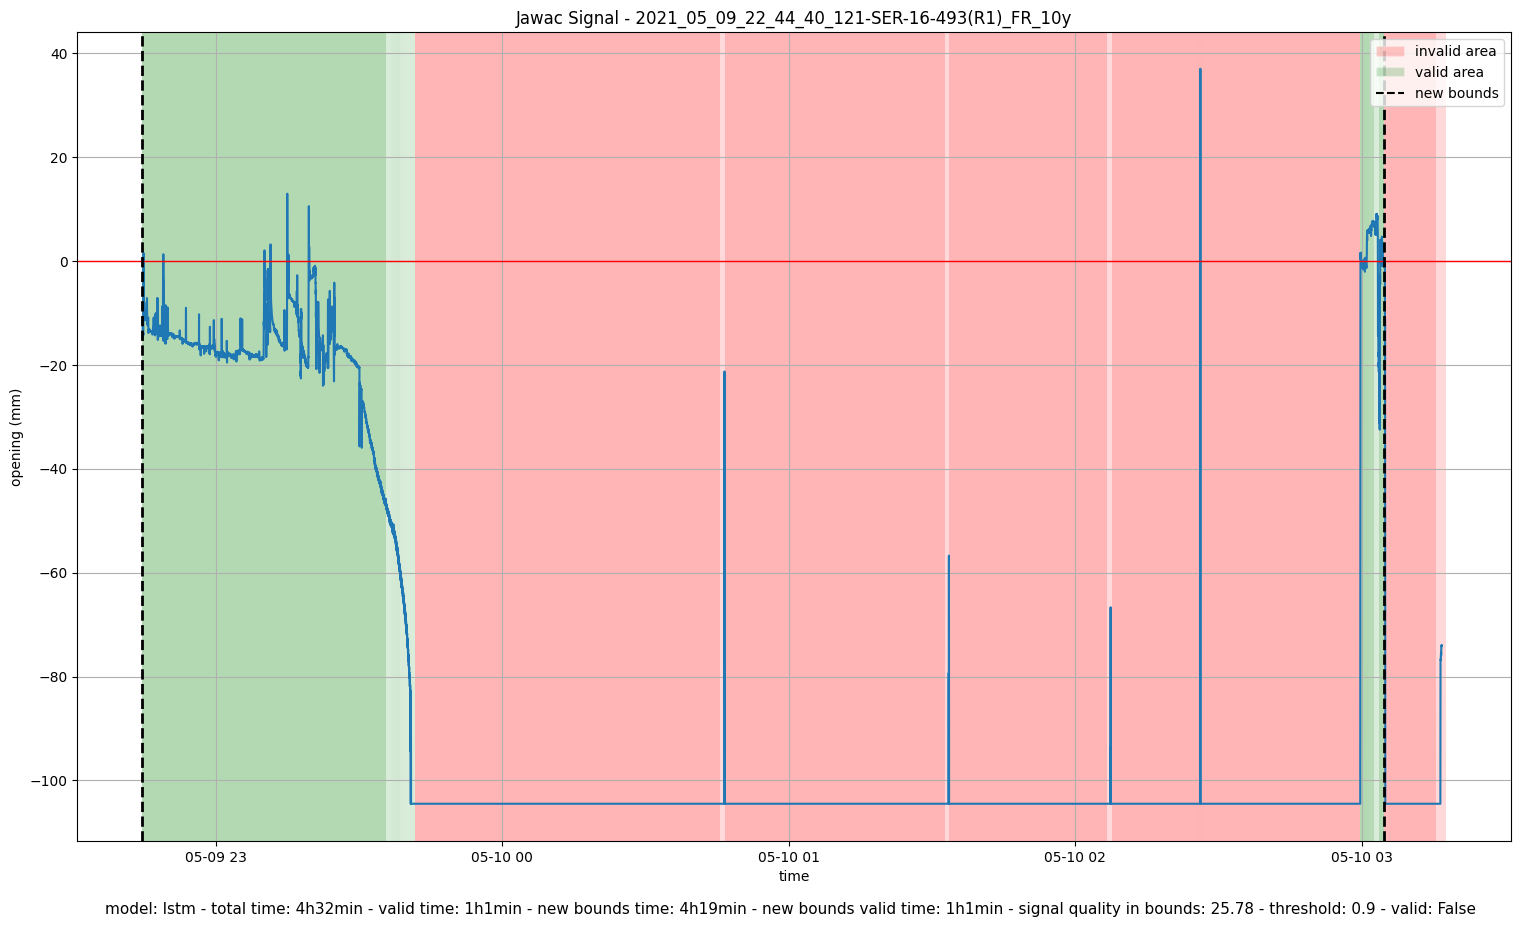 Jawac Signal - 2021_05_09_22_44_40_121-SER-16-493(R1)_FR_10y
invalid area
valid area
new bounds
40
20
0
−20
−40
−60
−80
−100
opening (mm)
05-09 23
05-10 00
05-10 01
05-10 02
05-10 03
time
model: lstm - total time: 4h32min - valid time: 1h1min - new bounds time: 4h19min - new bounds valid time: 1h1min - signal quality in bounds: 25.78 - threshold: 0.9 - valid: False